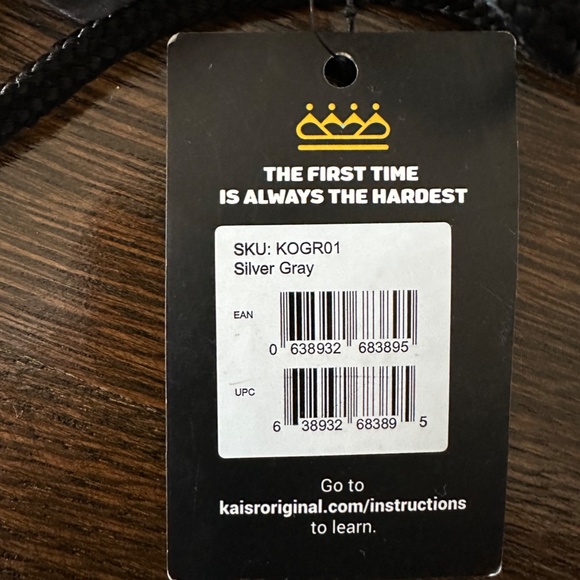 THE FIRST TIME
IS ALWAYS THE HARDEST
SKU: KOGR01
Silver Gray
EAN
0 638932 683895
UPC
6 38932 68389 5
Go to
kaisroriginal.com/instructions
to learn.